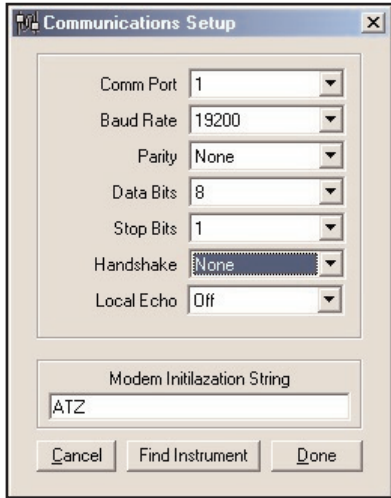 Communications Setup
Comm Port 1
Baud Rate 19200
Parity None
Data Bits 8
Stop Bits 1
Handshake None
Local Echo Off
Modem Initilazation String
ATZ
Cancel Find Instrument Done